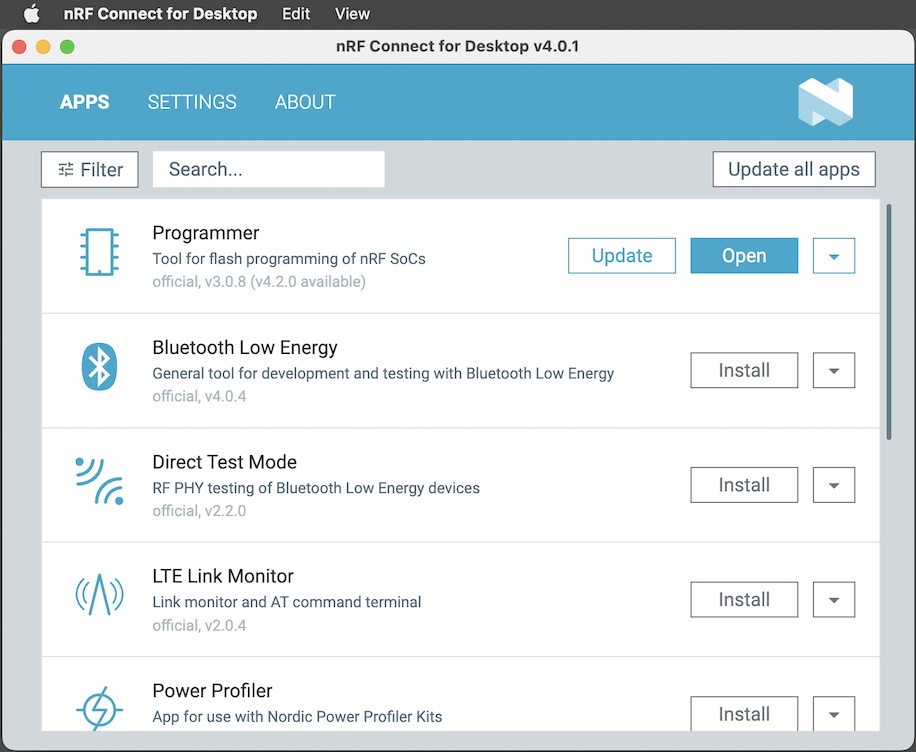 nRF Connect for Desktop Edit View
nRF Connect for Desktop v4.0.1
APPS SETTINGS ABOUT
Filter Search... Update all apps
Programmer
Tool for flash programming of nRF SoCs
official, v3.0.8 (v4.2.0 available)
Update Open
Bluetooth Low Energy
General tool for development and testing with Bluetooth Low Energy
official, v4.0.4
Install
Direct Test Mode
RF PHY testing of Bluetooth Low Energy devices
official, v2.2.0
Install
LTE Link Monitor
Link monitor and AT command terminal
official, v2.0.4
Install
Power Profiler
App for use with Nordic Power Profiler Kits
Install